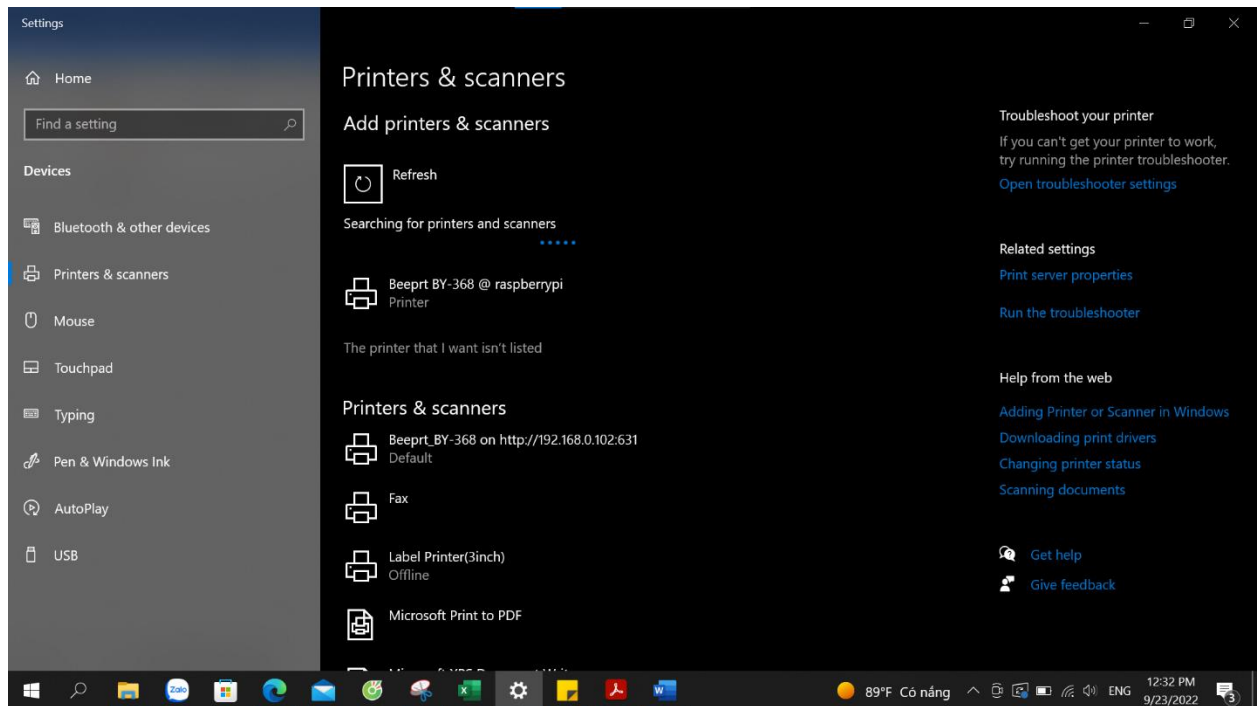 Settings
Home
Find a setting
Devices
Bluetooth & other devices
Printers & scanners
Mouse
Touchpad
Typing
Pen & Windows Ink
AutoPlay
USB
Printers & scanners
Add printers & scanners
Refresh
Searching for printers and scanners
Beeprt BY-368 @ raspberrypi
Printer
The printer that I want isn't listed
Printers & scanners
Beeprt_BY-368 on http://192.168.0.102:631
Default
Fax
Label Printer(3inch)
Offline
Microsoft Print to PDF
Troubleshoot your printer
If you can't get your printer to work,
try running the printer troubleshooter.
Open troubleshooter settings
Related settings
Print server properties
Run the troubleshooter
Help from the web
Adding Printer or Scanner in Windows
Downloading print drivers
Changing printer status
Scanning documents
Get help
Give feedback
Zalo
89°F Có nắng
ENG
12:32 PM
9/23/2022
3